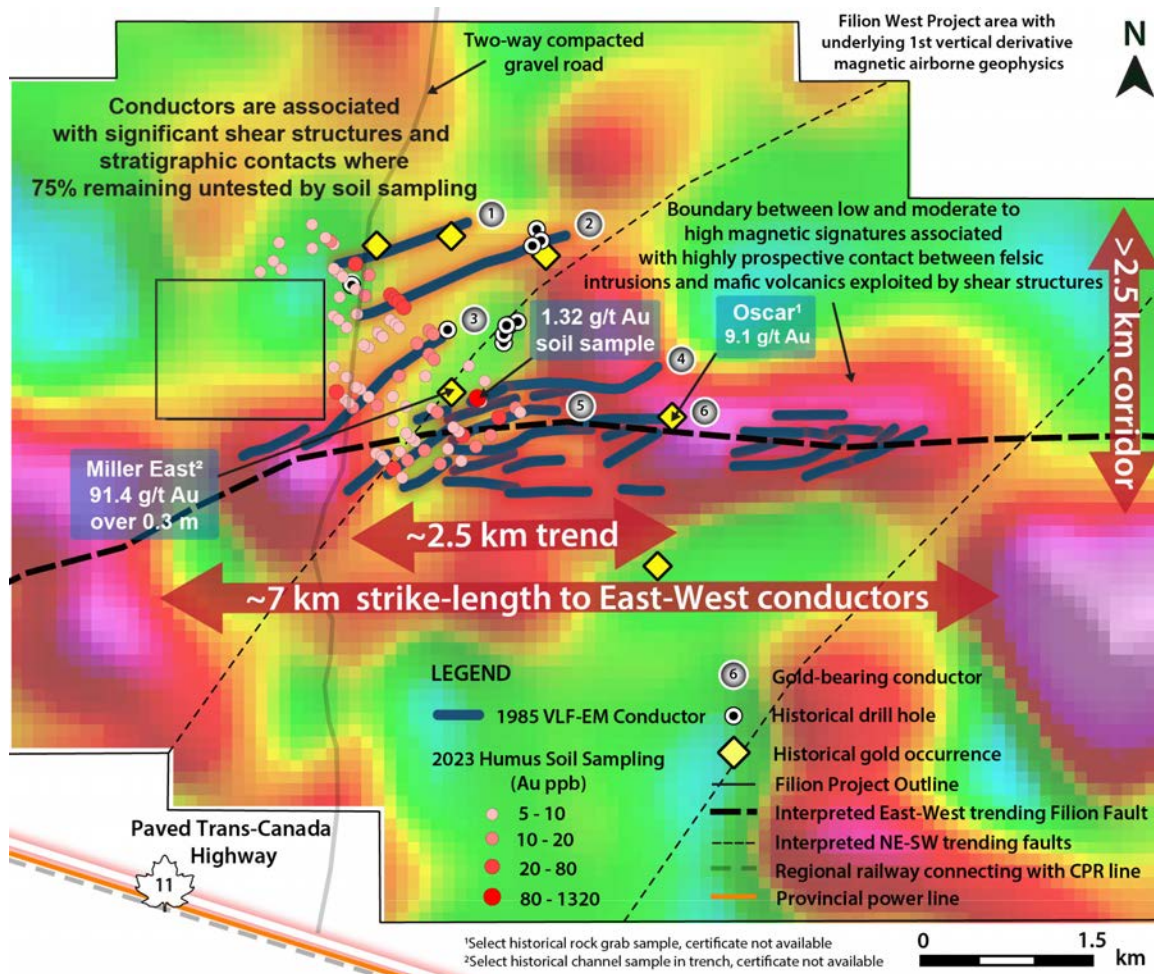 Two-way compacted
gravel road
Filion West Project area with
underlying 1st vertical derivative
magnetic airborne geophysics
N
Conductors are associated
with significant shear structures and
stratigraphic contacts where
75% remaining untested by soil sampling
1
2
Boundary between low and moderate to
high magnetic signatures associated
with highly prospective contact between felsic
intrusions and mafic volcanics exploited by shear structures
>2.5 km corridor
3
1.32 g/t Au
soil sample
Oscar¹
9.1 g/t Au
4
5
6
Miller East²
91.4 g/t Au
over 0.3 m
~2.5 km trend
~7 km strike-length to East-West conductors
LEGEND
1985 VLF-EM Conductor
2023 Humus Soil Sampling
(Au ppb)
5 - 10
10 - 20
20 - 80
80 - 1320
6
Gold-bearing conductor
Historical drill hole
Historical gold occurrence
Filion Project Outline
Interpreted East-West trending Filion Fault
Interpreted NE-SW trending faults
Regional railway connecting with CPR line
Provincial power line
Paved Trans-Canada
Highway
11
¹Select historical rock grab sample, certificate not available
²Select historical channel sample in trench, certificate not available
0 1.5
km